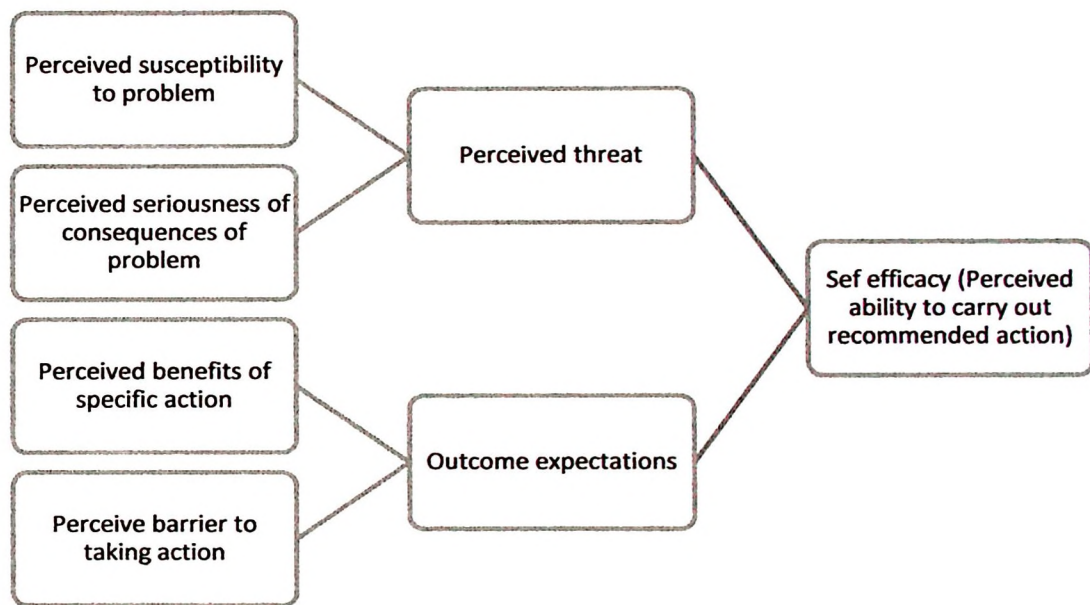 Perceived susceptibility
to problem
Perceived seriousness of
consequences of
problem
Perceived benefits of
specific action
Perceive barrier to
taking action
Perceived threat
Outcome expectations
Sef efficacy (Perceived
ability to carry out
recommended action)